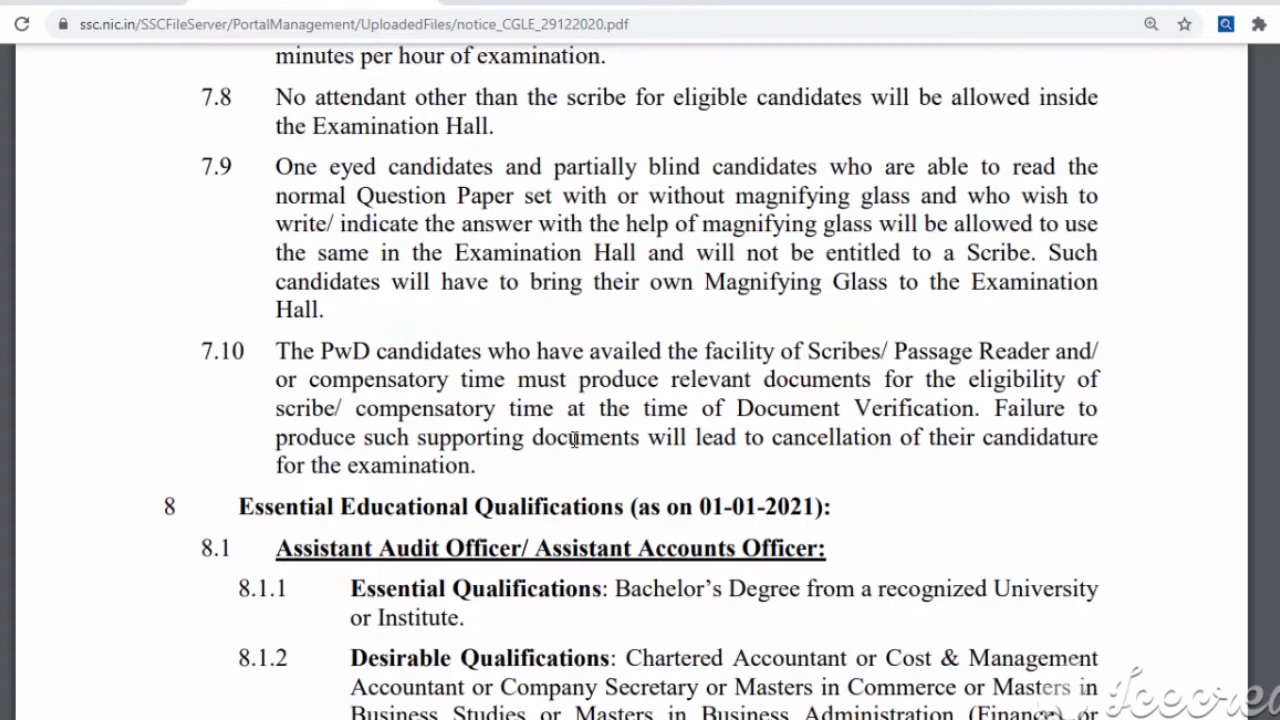 ssc.nic.in/SSCFileServer/PortalManagement/UploadedFiles/notice_CGLE_29122020.pdf
minutes per hour of examination.
7.8 No attendant other than the scribe for eligible candidates will be allowed inside
the Examination Hall.
7.9 One eyed candidates and partially blind candidates who are able to read the
normal Question Paper set with or without magnifying glass and who wish to
write/ indicate the answer with the help of magnifying glass will be allowed to use
the same in the Examination Hall and will not be entitled to a Scribe. Such
candidates will have to bring their own Magnifying Glass to the Examination
Hall.
7.10 The PwD candidates who have availed the facility of Scribes/ Passage Reader and/
or compensatory time must produce relevant documents for the eligibility of
scribe/ compensatory time at the time of Document Verification. Failure to
produce such supporting documents will lead to cancellation of their candidature
for the examination.
8 Essential Educational Qualifications (as on 01-01-2021):
8.1 Assistant Audit Officer/ Assistant Accounts Officer:
8.1.1 Essential Qualifications: Bachelor’s Degree from a recognized University
or Institute.
8.1.2 Desirable Qualifications: Chartered Accountant or Cost & Management
Accountant or Company Secretary or Masters in Commerce or Masters in
Business Studies or Masters in Business Administration (Finance) or